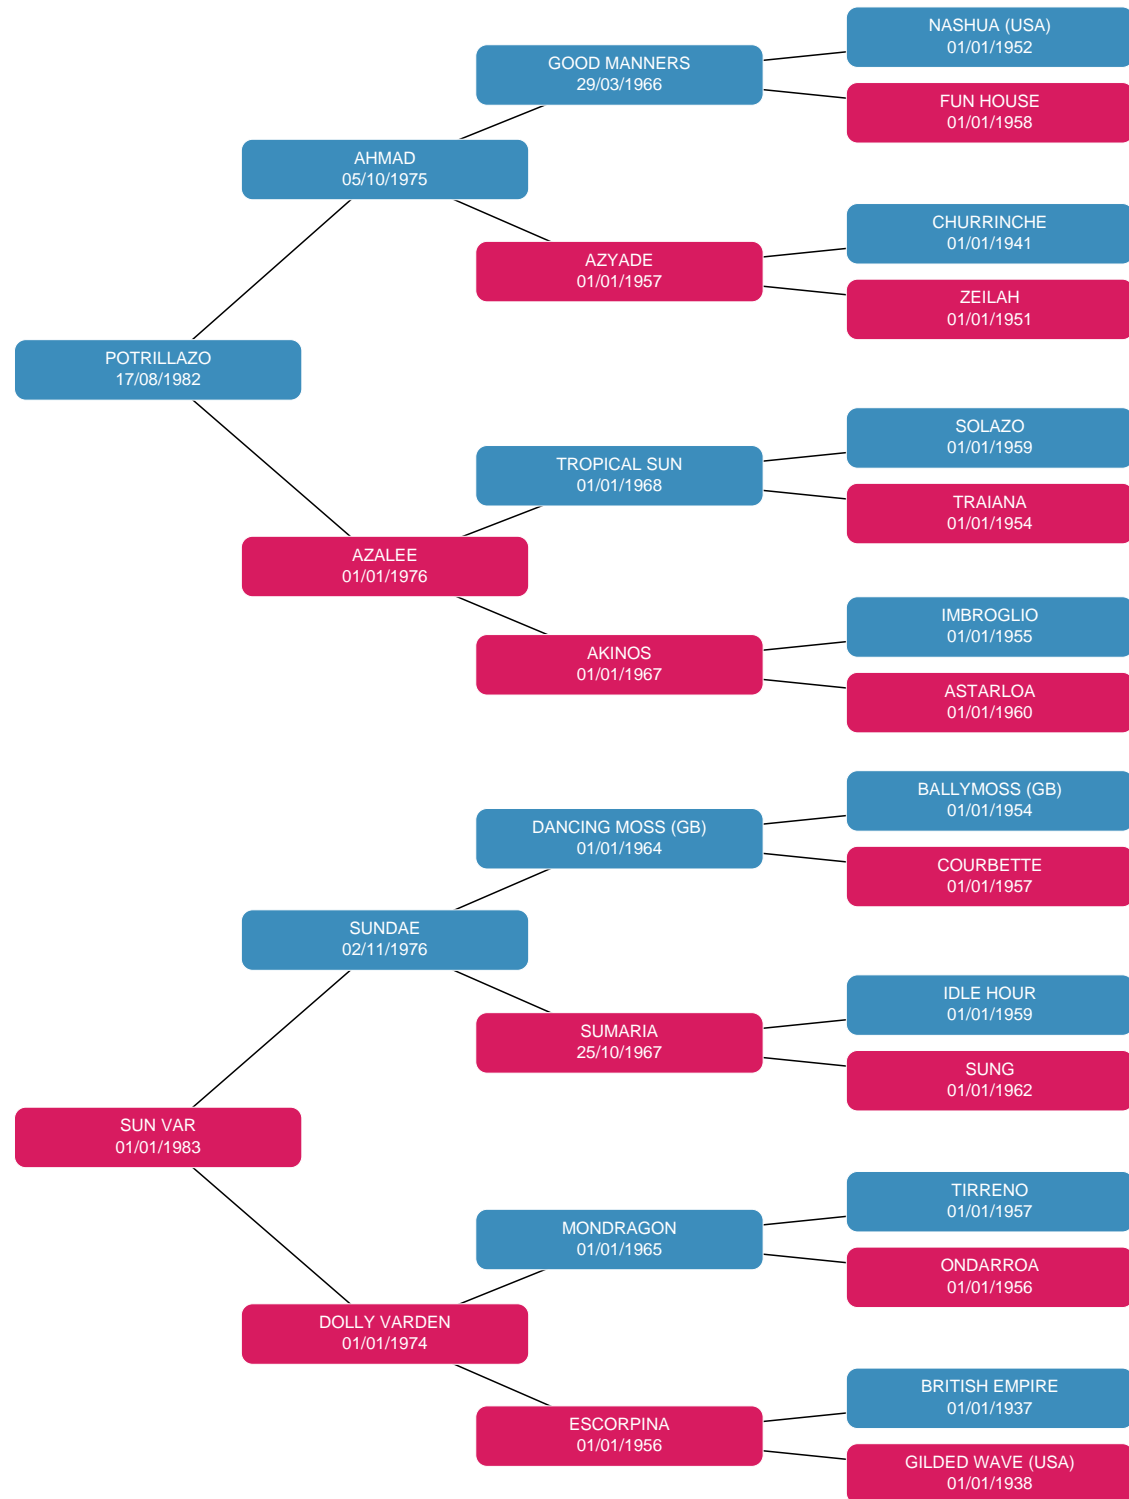 NASHUA (USA)
01/01/1952
GOOD MANNERS
29/03/1966
FUN HOUSE
01/01/1958
AHMAD
05/10/1975
CHURRINCHE
01/01/1941
AZYADE
01/01/1957
ZEILAH
01/01/1951
POTRILLAZO
17/08/1982
SOLAZO
01/01/1959
TROPICAL SUN
01/01/1968
TRAIANA
01/01/1954
AZALEE
01/01/1976
IMBROGLIO
01/01/1955
AKINOS
01/01/1967
ASTARLOA
01/01/1960
BALLYMOSS (GB)
01/01/1954
DANCING MOSS (GB)
01/01/1964
COURBETTE
01/01/1957
SUNDAE
02/11/1976
IDLE HOUR
01/01/1959
SUMARIA
25/10/1967
SUNG
01/01/1962
SUN VAR
01/01/1983
TIRRENO
01/01/1957
MONDRAGON
01/01/1965
ONDARROA
01/01/1956
DOLLY VARDEN
01/01/1974
BRITISH EMPIRE
01/01/1937
ESCORPINA
01/01/1956
GILDED WAVE (USA)
01/01/1938